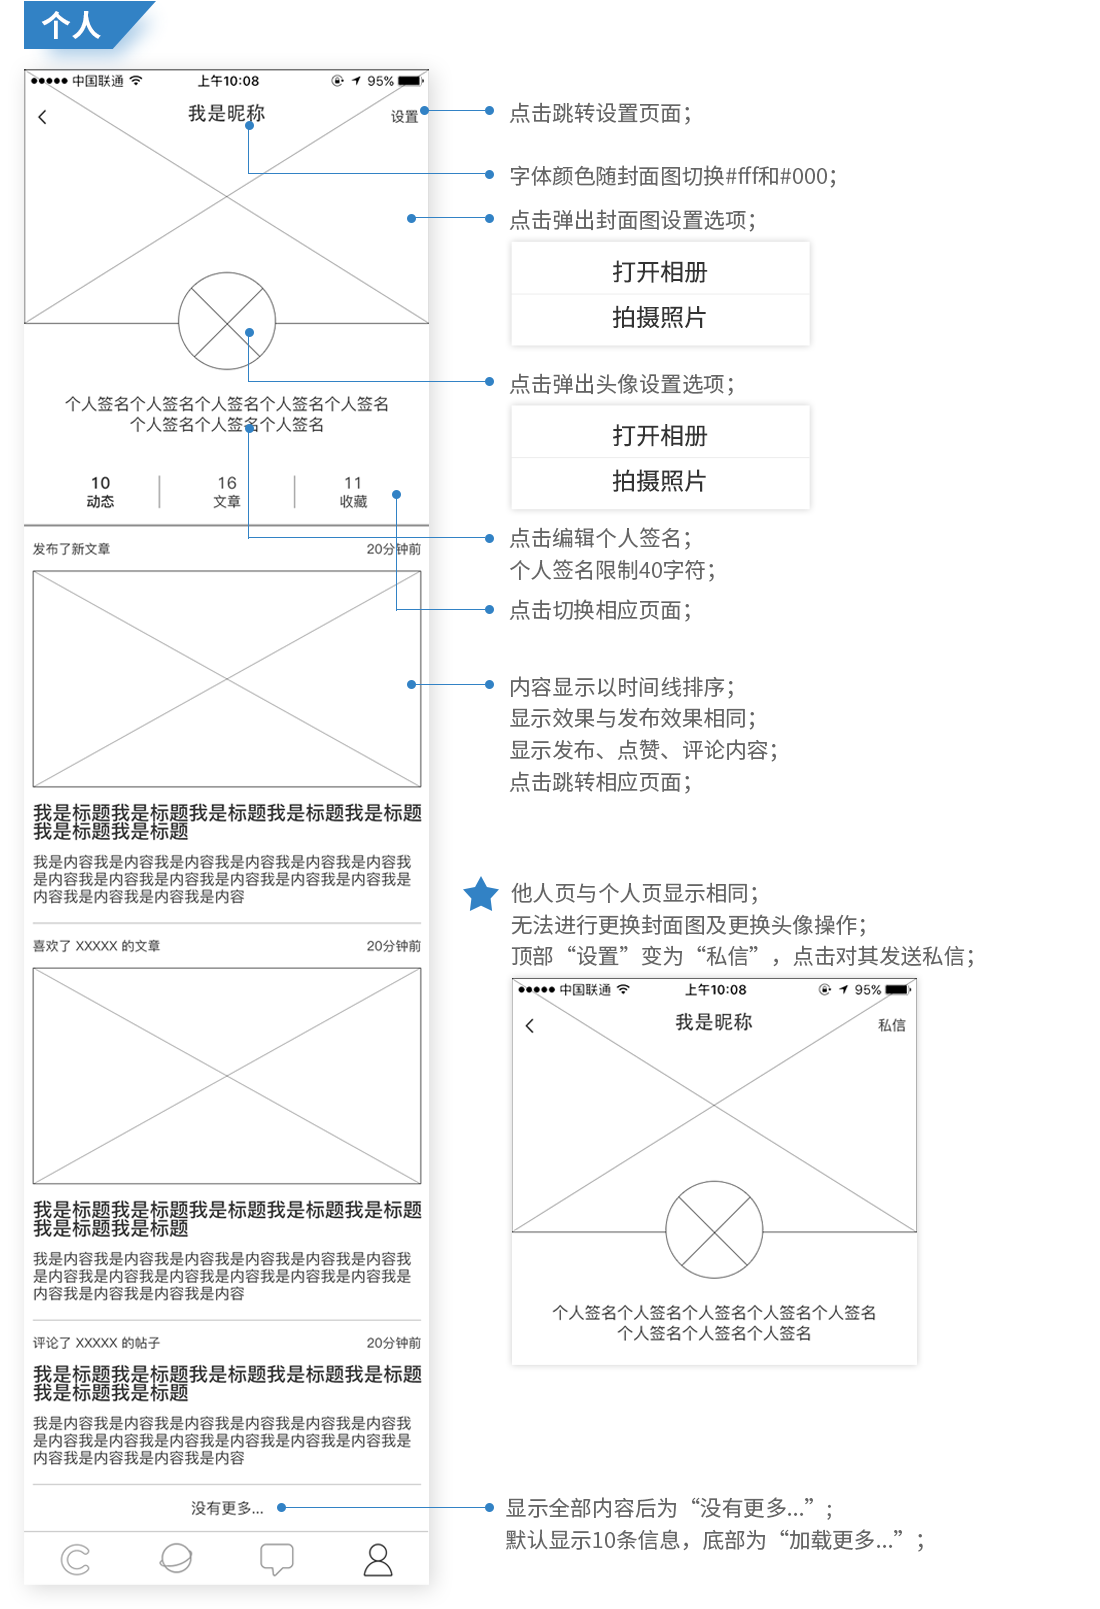 个人
中国联通 上午10:08 95%
我是昵称
设置
点击跳转设置页面；
字体颜色随封面图切换#fff和#000；
点击弹出封面图设置选项；
打开相册
拍摄照片
点击弹出头像设置选项；
打开相册
拍摄照片
个人签名个人签名个人签名个人签名个人签名
个人签名个人签名个人签名
10 16 11
动态 文章 收藏
点击编辑个人签名；
个人签名限制40字符；
点击切换相应页面；
发布了新文章 20分钟前
内容显示以时间线排序；
显示效果与发布效果相同；
显示发布、点赞、评论内容；
点击跳转相应页面；
我是标题我是标题我是标题我是标题我是标题
我是标题我是标题
我是内容我是内容我是内容我是内容我是内容我是内容我
是内容我是内容我是内容我是内容我是内容我是内容我是
内容我是内容我是内容我是内容
喜欢了 XXXXX 的文章 20分钟前
他人页与个人页显示相同；
无法进行更换封面图及更换头像操作；
顶部“设置”变为“私信”，点击对其发送私信；
中国联通 上午10:08 95%
我是昵称
私信
个人签名个人签名个人签名个人签名个人签名
个人签名个人签名个人签名
我是标题我是标题我是标题我是标题我是标题
我是标题我是标题
我是内容我是内容我是内容我是内容我是内容我是内容我
是内容我是内容我是内容我是内容我是内容我是内容我是
内容我是内容我是内容我是内容
评论了 XXXXX 的帖子 20分钟前
我是标题我是标题我是标题我是标题我是标题
我是标题我是标题
我是内容我是内容我是内容我是内容我是内容我是内容我
是内容我是内容我是内容我是内容我是内容我是内容我是
内容我是内容我是内容我是内容
没有更多...
显示全部内容后为“没有更多...”；
默认显示10条信息，底部为“加载更多...”；